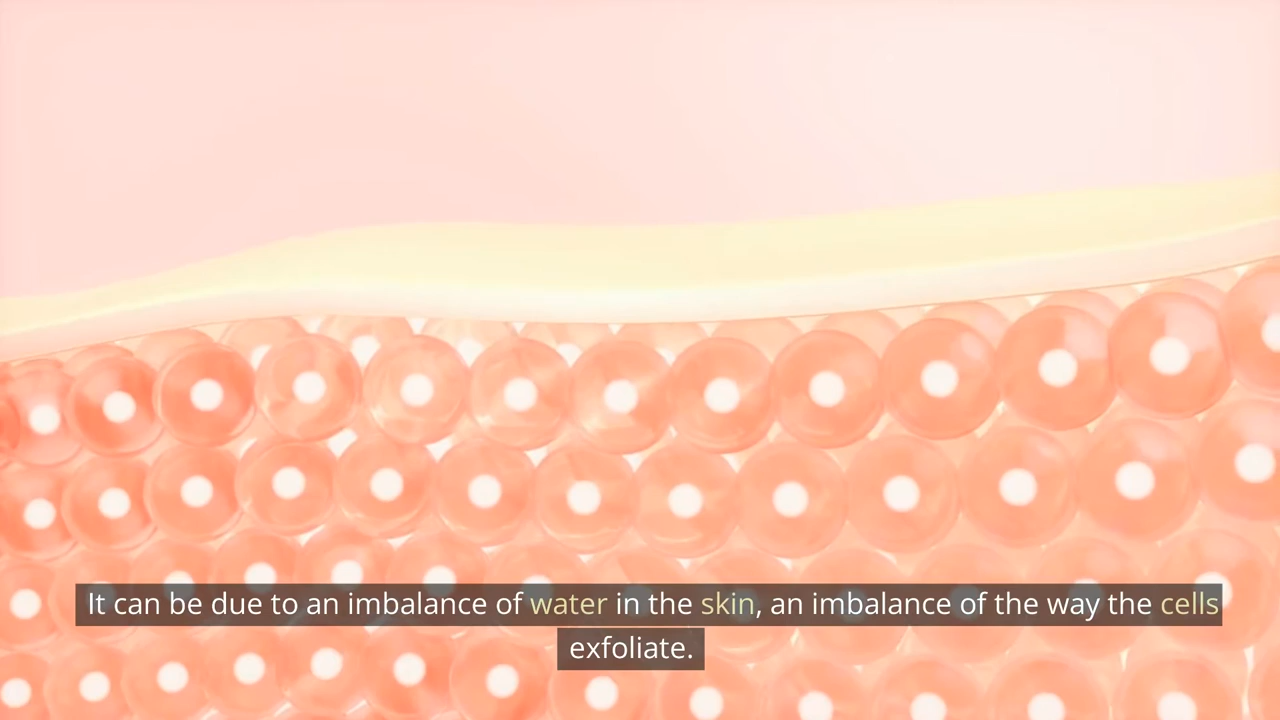 It can be due to an imbalance of water in the skin, an imbalance of the way the cells
exfoliate.